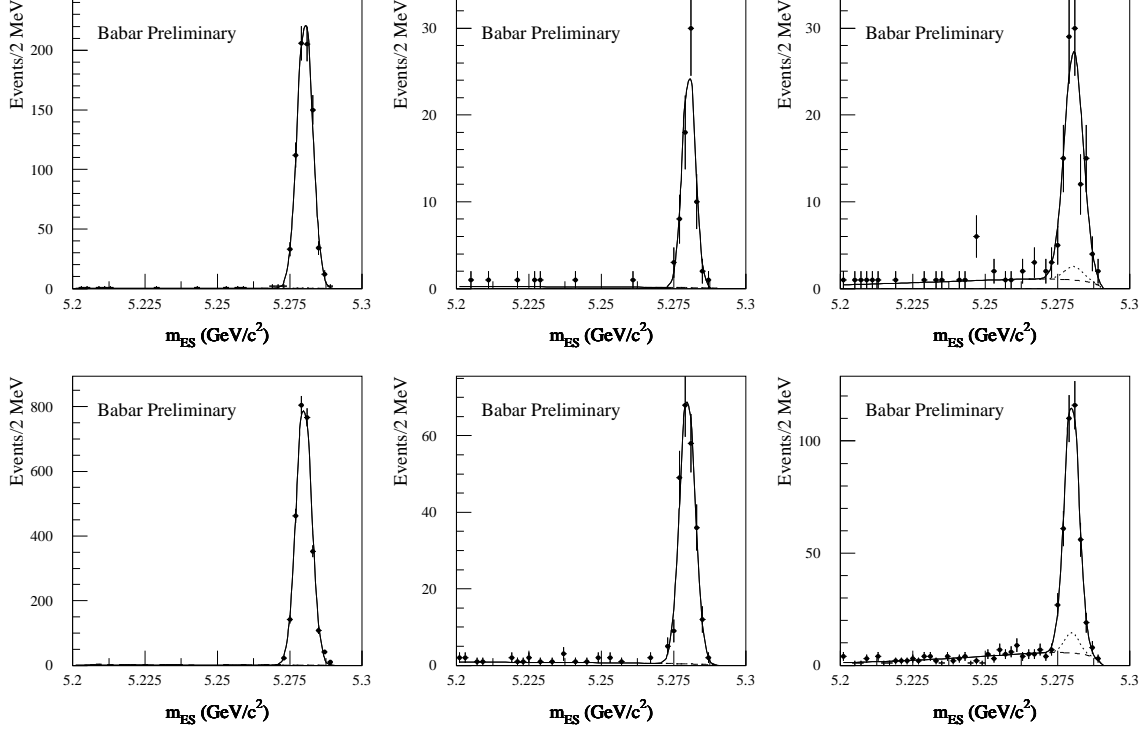 Babar Preliminary
Events/2 MeV
200
150
100
50
0
5.2 5.225 5.25 5.275 5.3
m_ES (GeV/c²)
Babar Preliminary
Events/2 MeV
30
20
10
0
5.2 5.225 5.25 5.275 5.3
m_ES (GeV/c²)
Babar Preliminary
Events/2 MeV
30
20
10
0
5.2 5.225 5.25 5.275 5.3
m_ES (GeV/c²)
Babar Preliminary
Events/2 MeV
800
600
400
200
0
5.2 5.225 5.25 5.275 5.3
m_ES (GeV/c²)
Babar Preliminary
Events/2 MeV
60
40
20
0
5.2 5.225 5.25 5.275 5.3
m_ES (GeV/c²)
Babar Preliminary
Events/2 MeV
100
50
0
5.2 5.225 5.25 5.275 5.3
m_ES (GeV/c²)